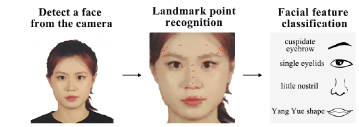 Detect a face
from the camera
Landmark point
recognition
Facial feature
classification
cuspidate
eyebrow
single eyelids
little nostril
Yang Yue shape